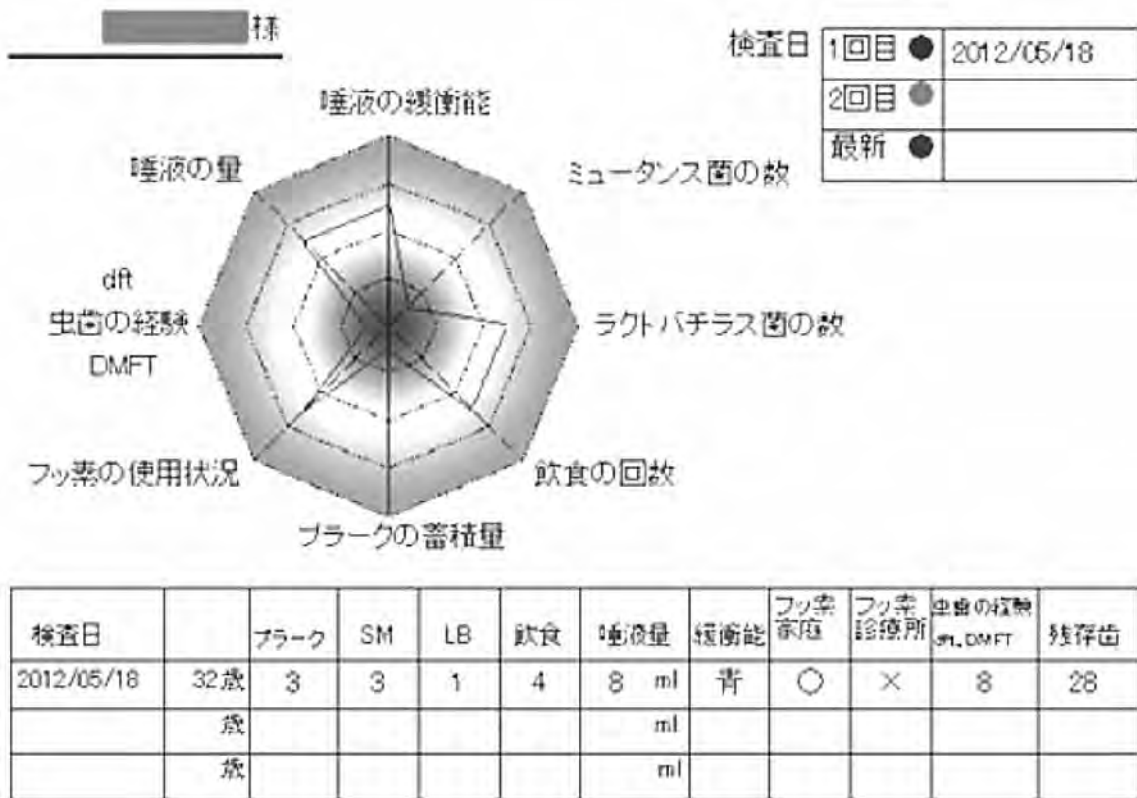 様
検査日
1回目 ● 2012/05/18
2回目 ●
最新 ●
唾液の緩衝能
唾液の量
ミュータンス菌の数
dft
虫歯の経験
DMFT
ラクトバチラス菌の数
フッ素の使用状況
飲食の回数
プラークの蓄積量
検査日 プラーク SM LB 飲食 唾液量 緩衝能 フッ素家庭 フッ素診療所 虫歯の経験 DMFT 残存歯
2012/05/18 32歳 3 3 1 4 8 ml 青 ○ × 8 28
歳 ml
歳 ml